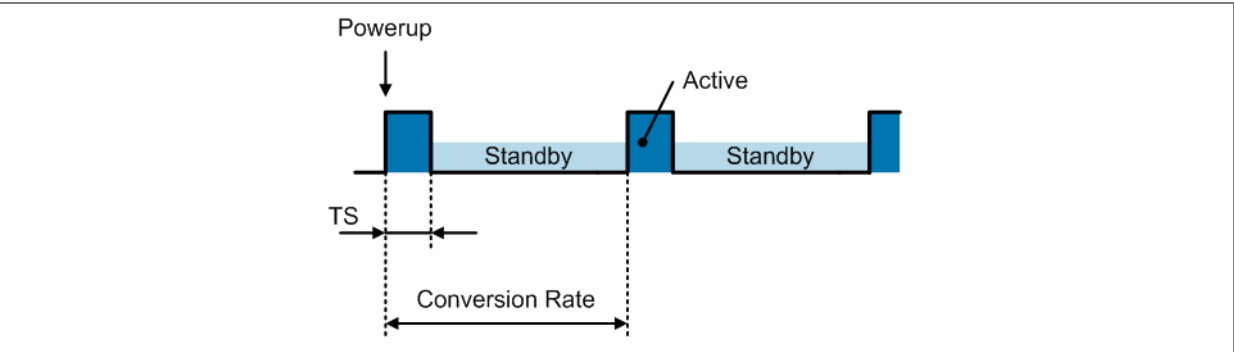 Powerup
Active
Standby
Standby
TS
Conversion Rate